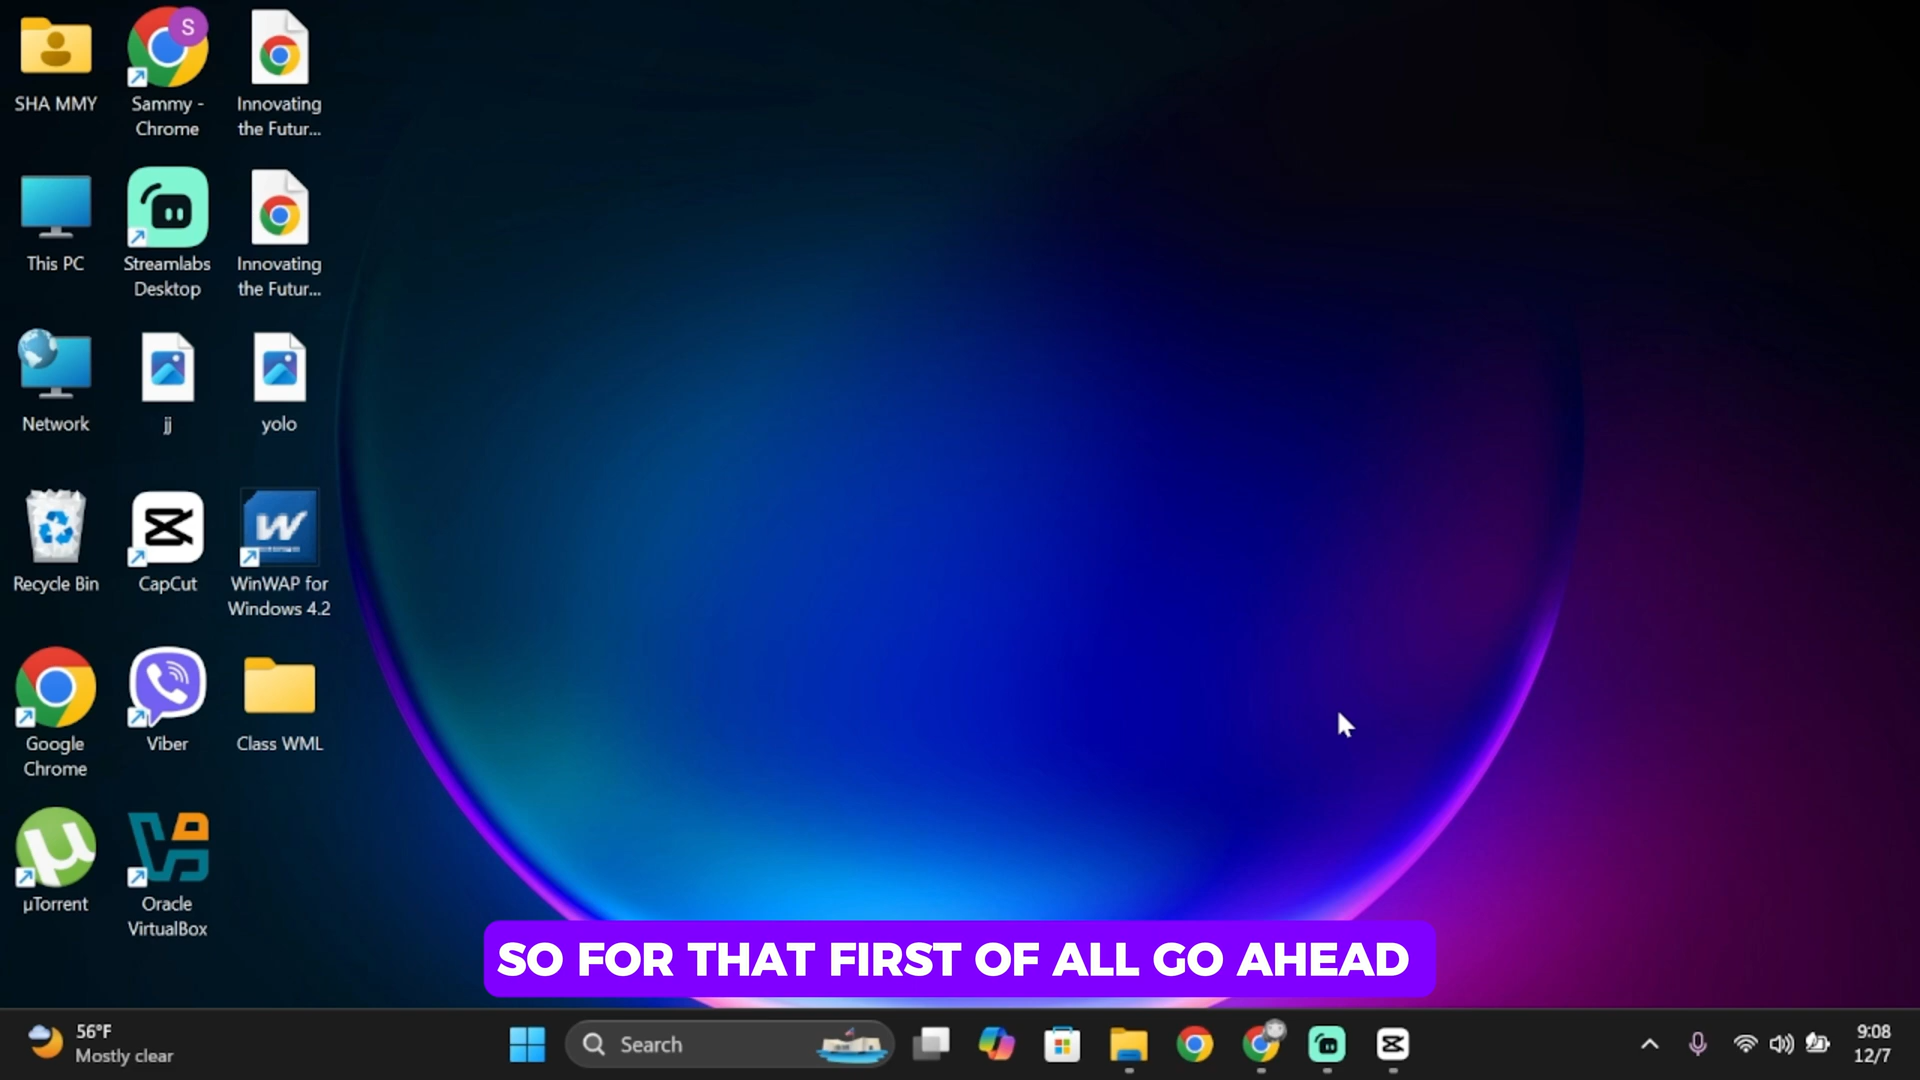 SHA MMY
Sammy -
Chrome
Innovating
the Futur...
This PC
Streamlabs
Desktop
Innovating
the Futur...
Network
jj
yolo
Recycle Bin
CapCut
WinWAP for
Windows 4.2
Google
Chrome
Viber
Class WML
µTorrent
Oracle
VirtualBox
SO FOR THAT FIRST OF ALL GO AHEAD
56°F
Mostly clear
Search
9:08
12/7